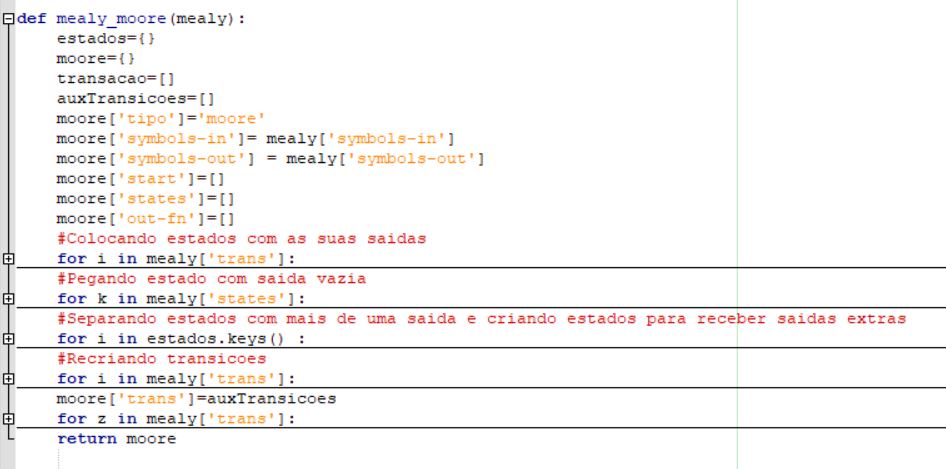 def mealy_moore(mealy):
    estados={}
    moore={}
    transacao=[]
    auxTransicoes=[]
    moore['tipo']='moore'
    moore['symbols-in']= mealy['symbols-in']
    moore['symbols-out'] = mealy['symbols-out']
    moore['start']=[]
    moore['states']=[]
    moore['out-fn']=[]
    #Colocando estados com as suas saidas
    for i in mealy['trans']:
    #Pegando estado com saida vazia
    for k in mealy['states']:
    #Separando estados com mais de uma saida e criando estados para receber saidas extras
    for i in estados.keys() :
    #Recriando transicoes
    for i in mealy['trans']:
    moore['trans']=auxTransicoes
    for z in mealy['trans']:
    return moore